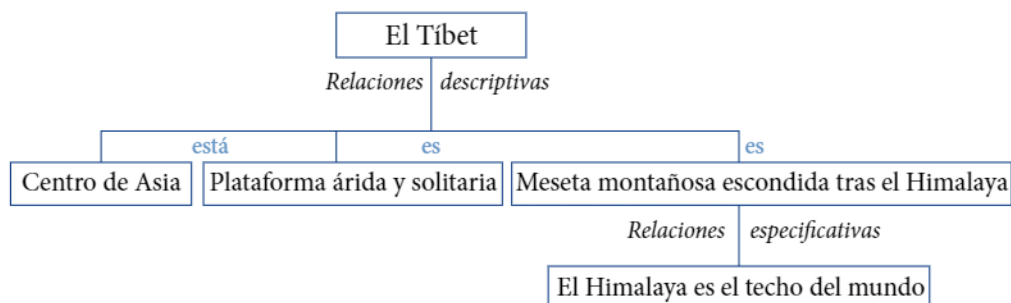 El Tíbet
Relaciones descriptivas
está es es
Centro de Asia Plataforma árida y solitaria Meseta montañosa escondida tras el Himalaya
Relaciones especificativas
El Himalaya es el techo del mundo